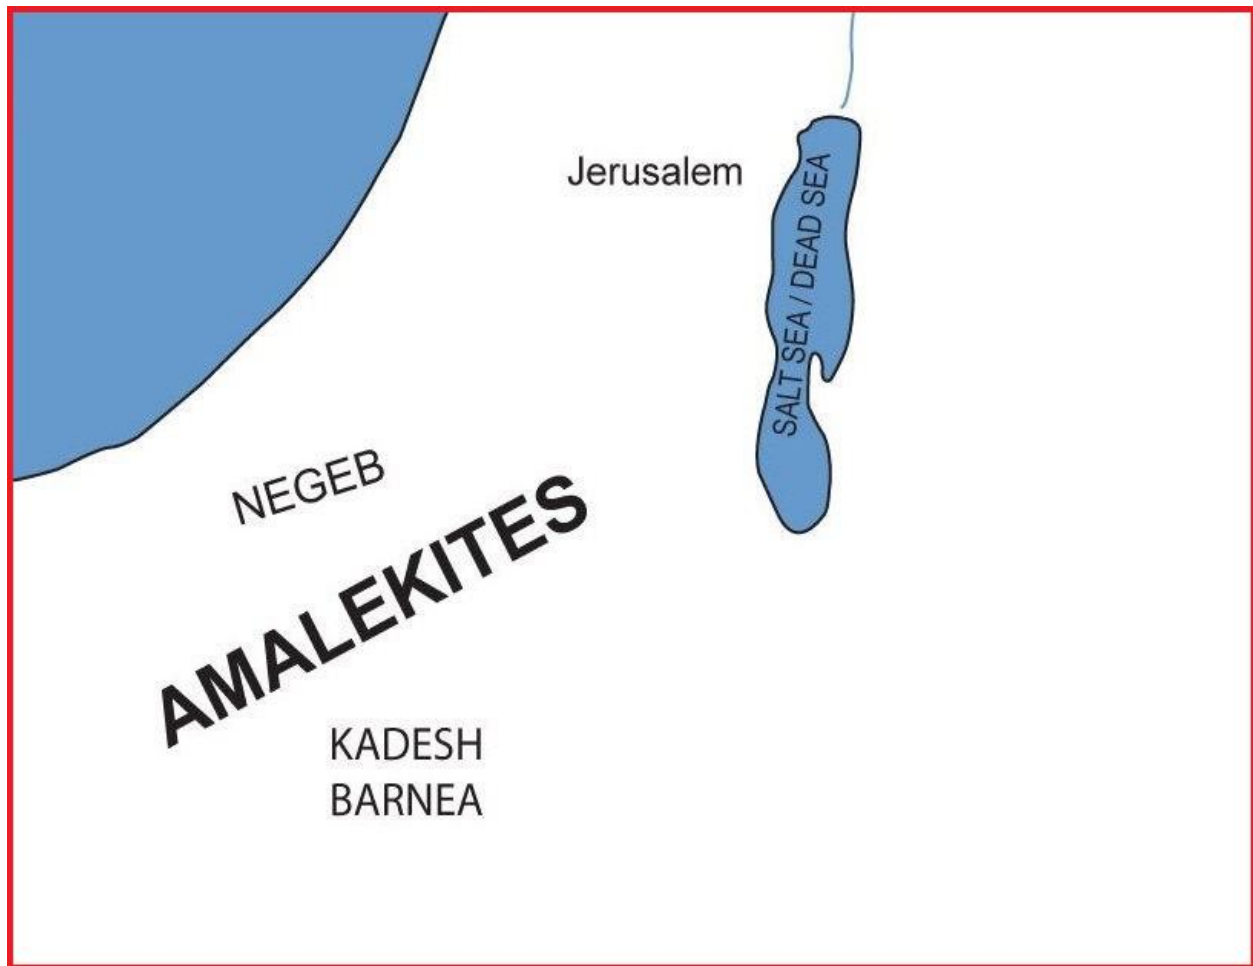 Jerusalem
SALT SEA / DEAD SEA
NEGEB
AMALEKITES
KADESH
BARNEA